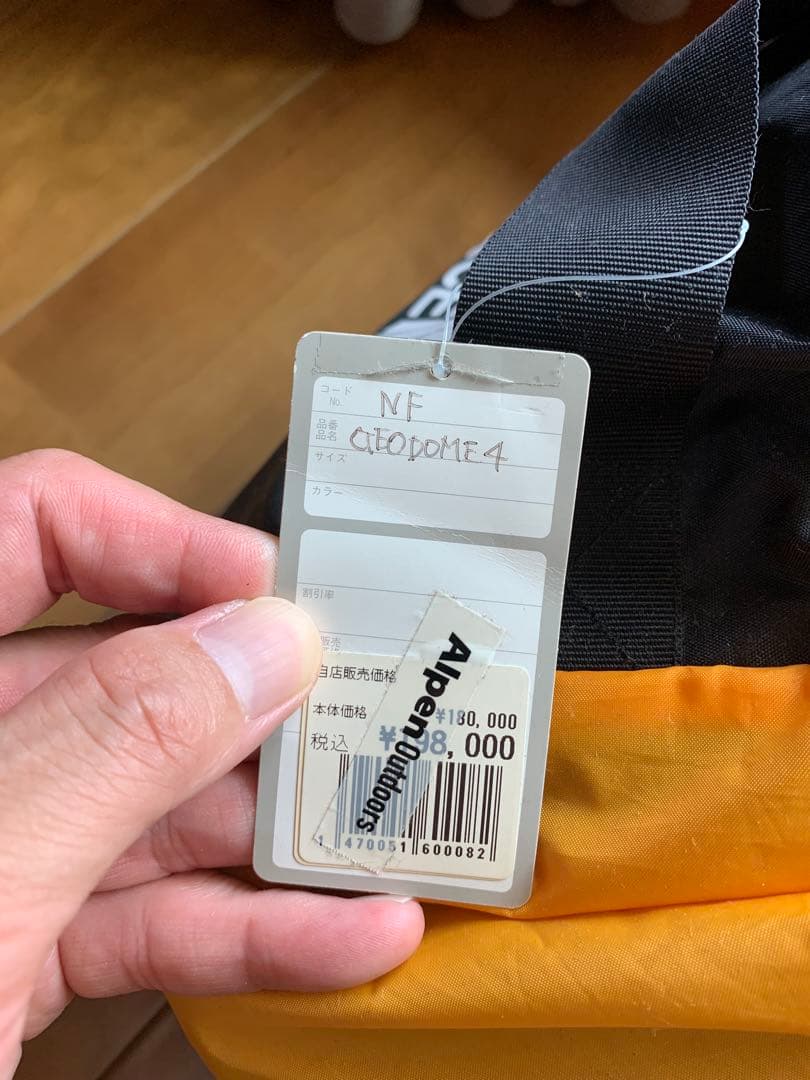 コード
No.
NF
品番
品名
GEODOME4
サイズ
カラー
割引率
販売
自店販売価格
本体価格 ¥180,000
税込 ¥198,000
Alpen Outdoors
1 470051 600082